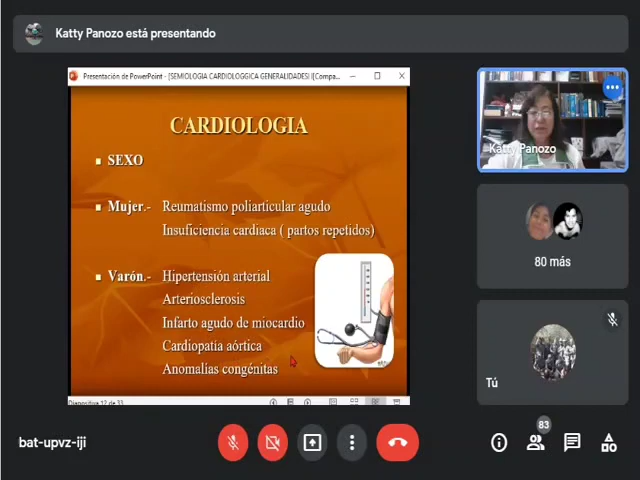 Katty Panozo está presentando
Presentación de PowerPoint - [SEMIOLOGIA CARDIOLOGGICA GENERALIDADES I [Compa...
CARDIOLOGIA
SEXO
Mujer.- Reumatismo poliarticular agudo
Insuficiencia cardiaca ( partos repetidos)
Varón.- Hipertensión arterial
Arteriosclerosis
Infarto agudo de miocardio
Cardiopatía aórtica
Anomalías congénitas
Diapositiva 12 de 33
Katty Panozo
80 más
Tú
bat-upvz-iji
83